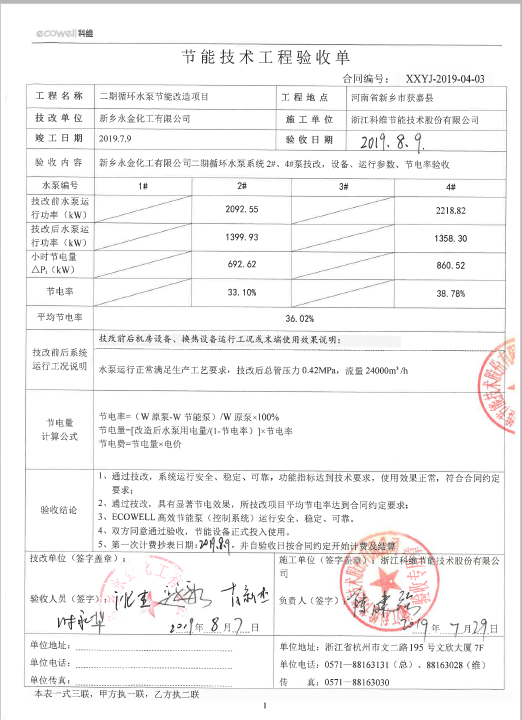 ecowell科维
节能技术工程验收单
合同编号： XXYJ-2019-04-03
工程名称 二期循环水泵节能改造项目 工程地点 河南省新乡市获嘉县
技改单位 新乡永金化工有限公司 施工单位 浙江科维节能技术股份有限公司
竣工日期 2019.7.9 验收日期 2019.8.9.
验收内容 新乡永金化工有限公司二期循环水泵系统 2#、4#泵技改，设备、运行参数、节电率验收
水泵编号 1# 2# 3# 4#
技改前水泵运
行功率（kW） 2092.55 2218.82
技改后水泵运
行功率（kW） 1399.93 1358.30
小时节电量
△Pi（kW） 692.62 860.52
节电率 33.10% 38.78%
平均节电率 36.02%
技改前后系统
运行工况说明
技改前后机房设备、换热设备运行工况或末端使用效果说明：
水泵运行正常满足生产工艺要求，技改后总管压力 0.42MPa，流量 24000m³/h
节电量
计算公式
节电率=（W 原泵-W 节能泵）/W 原泵×100%
节电量=[改造后水泵用电量/(1-节电率）]×节电率
节电费=节电量×电价
验收结论
1、通过技改，系统运行安全、稳定、可靠，功能指标达到技术要求，使用效果正常，符合合同约定
要求；
2、通过技改，具有显著节电效果，所技改项目平均节电率达到合同约定要求；
3、ECOWELL 高效节能泵（控制系统）运行安全、稳定、可靠。
4、双方同意通过验收，节能设备正式投入使用。
5、第一次计费抄表日期：2019.8.9，并自验收日按合同约定开始计费及结算
技改单位（签字盖章）：
验收人员（签字）：
2019年8月7日
施工单位（签字盖章）：浙江科维节能技术股份有限公
司
负责人（签字）：
2019年7月29日
单位地址：
单位电话：
单位传真：
单位地址：浙江省杭州市文二路 195 号文欣大厦 7F
单位电话：0571—88163131（总）、88163028（维）
传 真：0571—88163030
本表一式三联，甲方执一联，乙方执二联
1